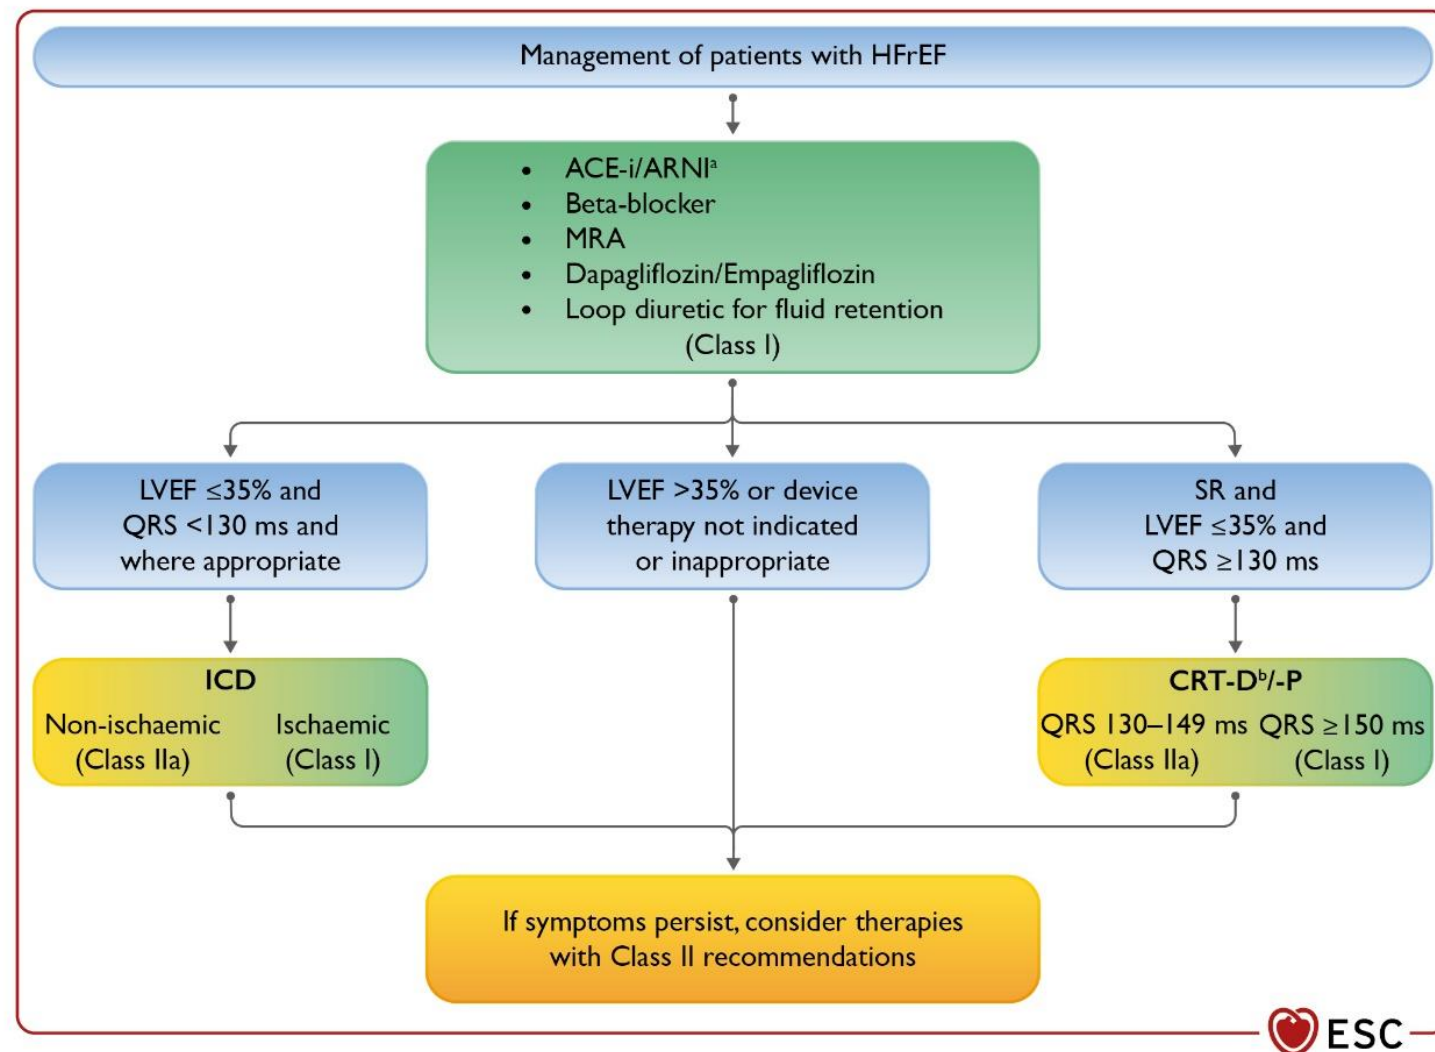 Management of patients with HFrEF
• ACE-i/ARNIᵃ
• Beta-blocker
• MRA
• Dapagliflozin/Empagliflozin
• Loop diuretic for fluid retention
(Class I)
LVEF ≤35% and
QRS <130 ms and
where appropriate
LVEF >35% or device
therapy not indicated
or inappropriate
SR and
LVEF ≤35% and
QRS ≥130 ms
ICD
Non-ischaemic
(Class IIa)
Ischaemic
(Class I)
CRT-Dᵇ/-P
QRS 130–149 ms
(Class IIa)
QRS ≥150 ms
(Class I)
If symptoms persist, consider therapies
with Class II recommendations
ESC